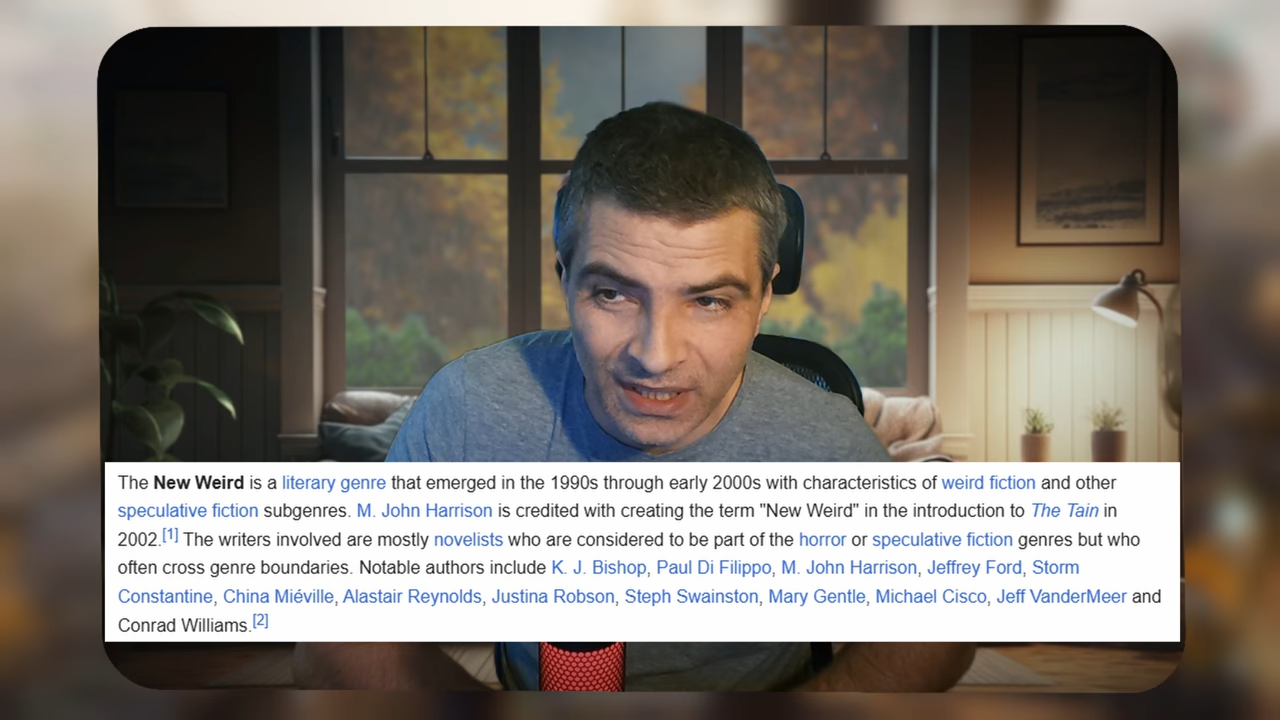 The New Weird is a literary genre that emerged in the 1990s through early 2000s with characteristics of weird fiction and other
speculative fiction subgenres. M. John Harrison is credited with creating the term "New Weird" in the introduction to The Tain in
2002.[1] The writers involved are mostly novelists who are considered to be part of the horror or speculative fiction genres but who
often cross genre boundaries. Notable authors include K. J. Bishop, Paul Di Filippo, M. John Harrison, Jeffrey Ford, Storm
Constantine, China Miéville, Alastair Reynolds, Justina Robson, Steph Swainston, Mary Gentle, Michael Cisco, Jeff VanderMeer and
Conrad Williams.[2]